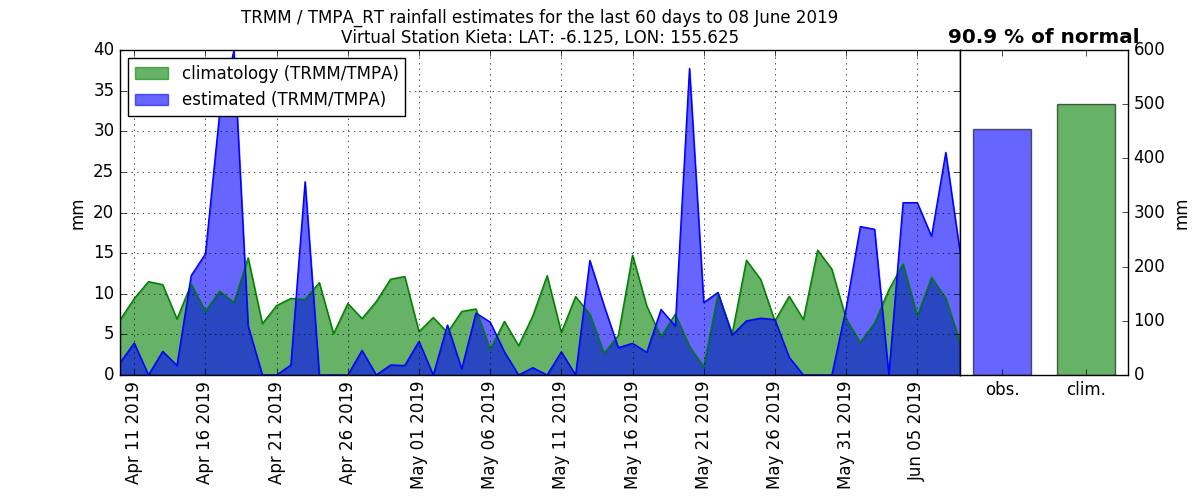 TRMM / TMPA_RT rainfall estimates for the last 60 days to 08 June 2019
Virtual Station Kieta: LAT: -6.125, LON: 155.625
90.9 % of normal
climatology (TRMM/TMPA)
estimated (TRMM/TMPA)
40
35
30
25
20
15
10
5
0
mm
Apr 11 2019
Apr 16 2019
Apr 21 2019
Apr 26 2019
May 01 2019
May 06 2019
May 11 2019
May 16 2019
May 21 2019
May 26 2019
May 31 2019
Jun 05 2019
obs.
clim.
600
500
400
300
200
100
0
mm